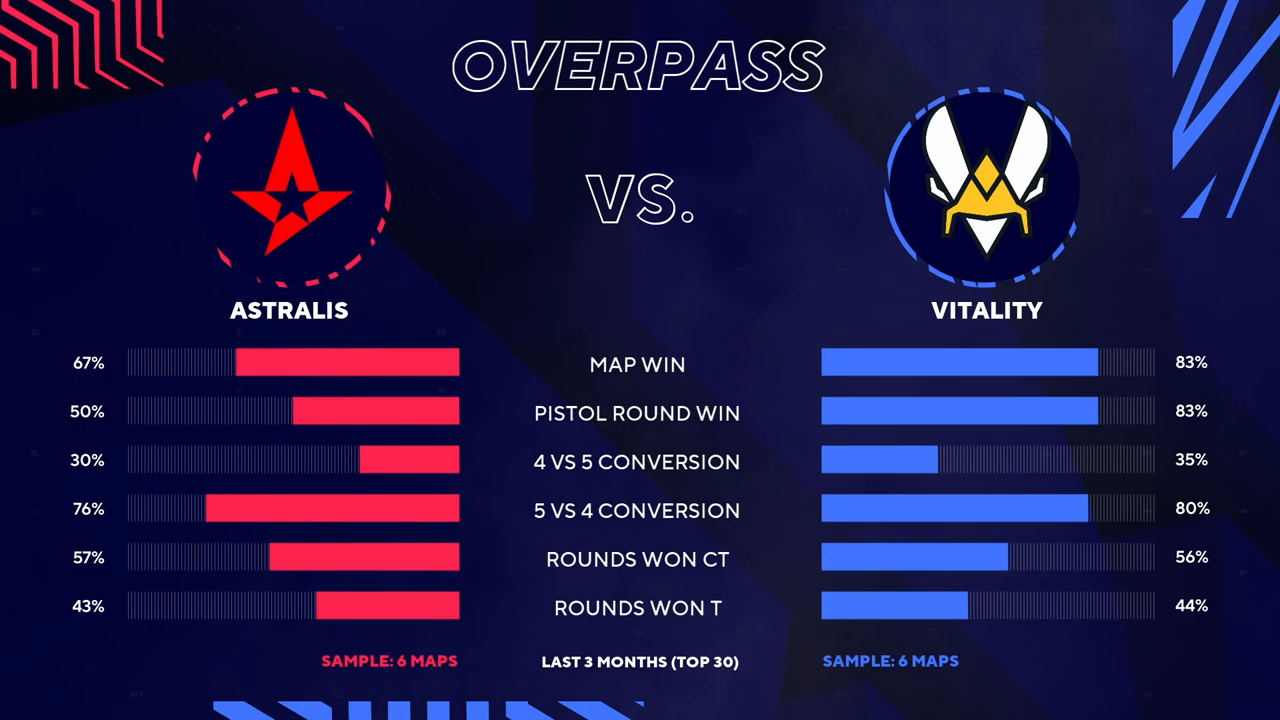 OVERPASS
VS.
ASTRALIS
VITALITY
67% MAP WIN 83%
50% PISTOL ROUND WIN 83%
30% 4 VS 5 CONVERSION 35%
76% 5 VS 4 CONVERSION 80%
57% ROUNDS WON CT 56%
43% ROUNDS WON T 44%
SAMPLE: 6 MAPS LAST 3 MONTHS (TOP 30) SAMPLE: 6 MAPS